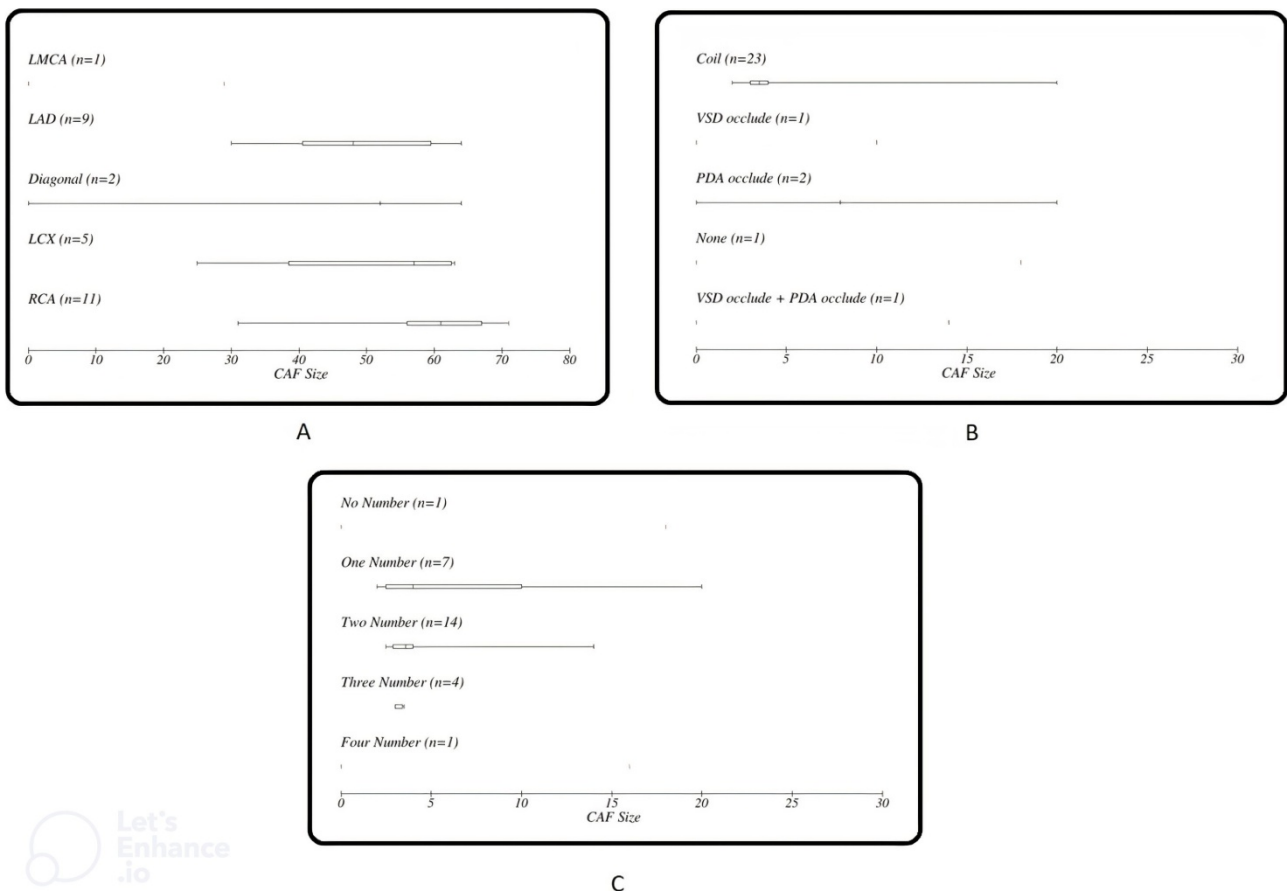 LMCA (n=1)
LAD (n=9)
Diagonal (n=2)
LCX (n=5)
RCA (n=11)
0 10 20 30 40 50 60 70 80
CAF Size
A
Coil (n=23)
VSD occlude (n=1)
PDA occlude (n=2)
None (n=1)
VSD occlude + PDA occlude (n=1)
0 5 10 15 20 25 30
CAF Size
B
No Number (n=1)
One Number (n=7)
Two Number (n=14)
Three Number (n=4)
Four Number (n=1)
0 5 10 15 20 25 30
CAF Size
C
Let's
Enhance
.io